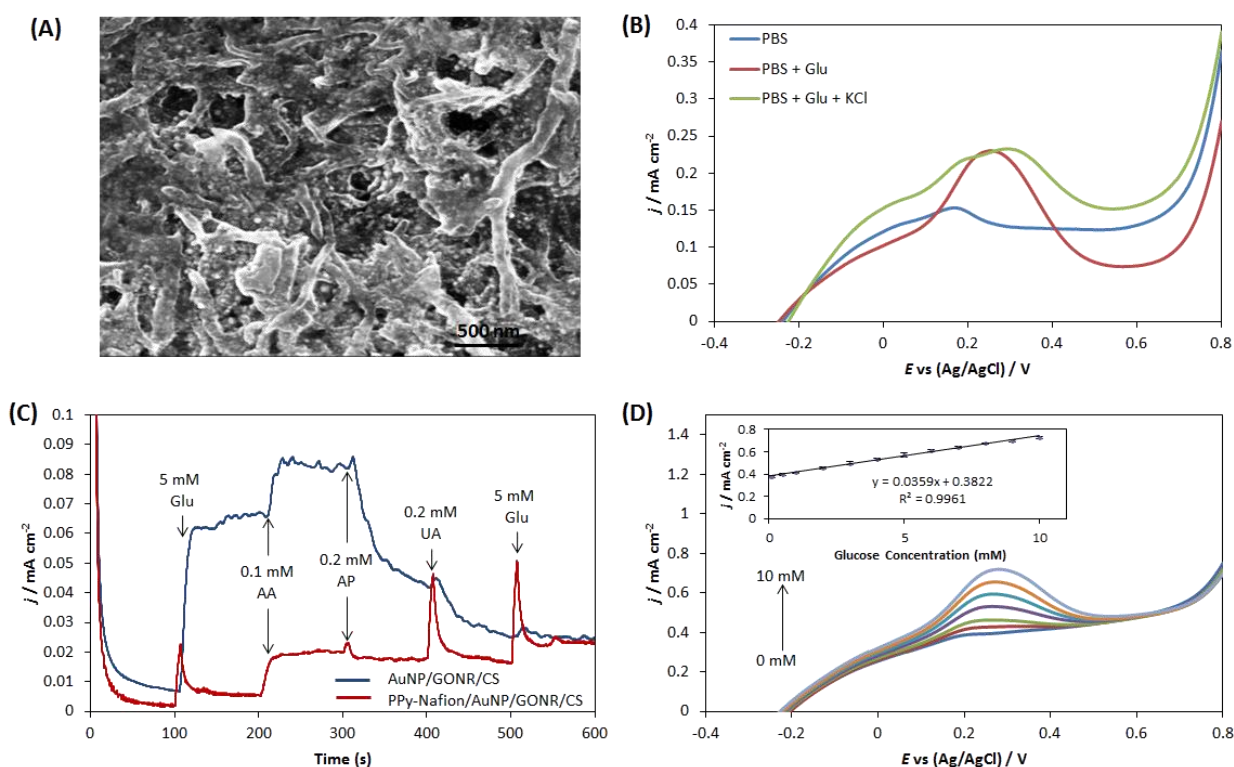 (A)
500 nm
(B)
0.4
0.35
0.3
0.25
0.2
0.15
0.1
0.05
0
-0.4 -0.2 0 0.2 0.4 0.6 0.8
j / mA cm-2
E vs (Ag/AgCl) / V
PBS
PBS + Glu
PBS + Glu + KCl
(C)
0.1
0.09
0.08
0.07
0.06
0.05
0.04
0.03
0.02
0.01
0
0 100 200 300 400 500 600
j / mA cm-2
Time (s)
5 mM
Glu
0.1 mM
AA
0.2 mM
AP
0.2 mM
UA
5 mM
Glu
AuNP/GONR/CS
PPy-Nafion/AuNP/GONR/CS
(D)
1.4
1.2
1
0.8
0.6
0.4
0.2
0
-0.4 -0.2 0 0.2 0.4 0.6 0.8
j / mA cm-2
E vs (Ag/AgCl) / V
0.8
0.6
0.4
0.2
0
0 5 10
j / mA cm-2
y = 0.0359x + 0.3822
R² = 0.9961
Glucose Concentration (mM)
10 mM
0 mM